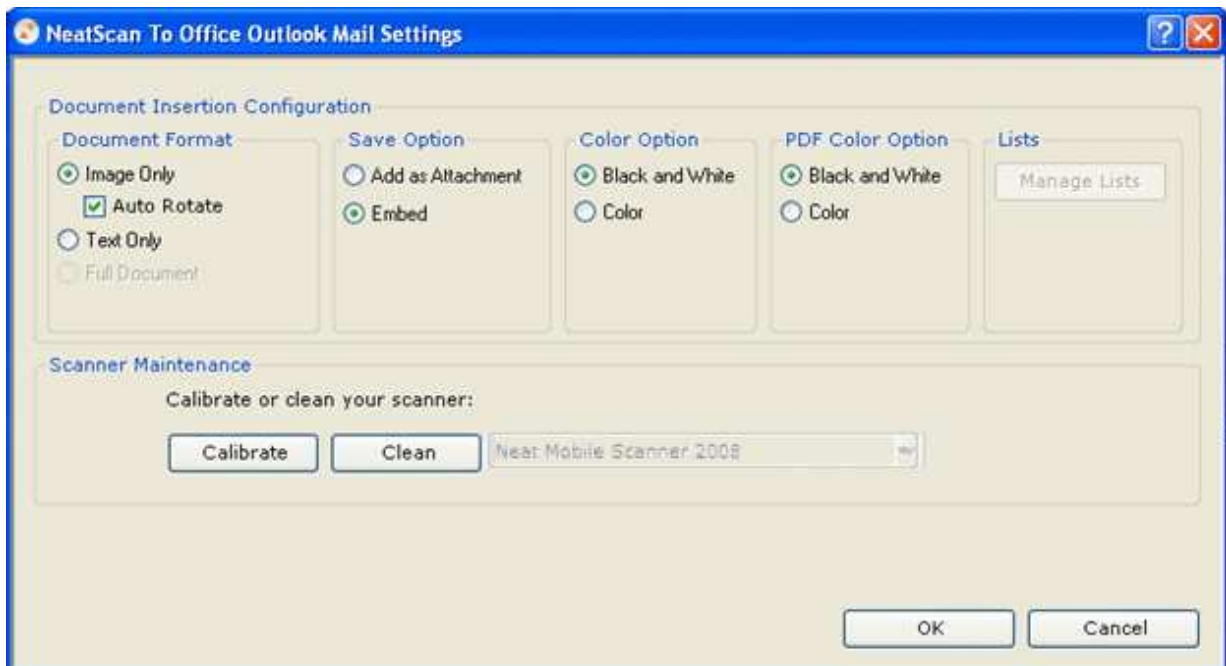 NeatScan To Office Outlook Mail Settings
Document Insertion Configuration
Document Format
Image Only
Auto Rotate
Text Only
Full Document
Save Option
Add as Attachment
Embed
Color Option
Black and White
Color
PDF Color Option
Black and White
Color
Lists
Manage Lists
Scanner Maintenance
Calibrate or clean your scanner:
Calibrate
Clean
Neat Mobile Scanner 2008
OK
Cancel